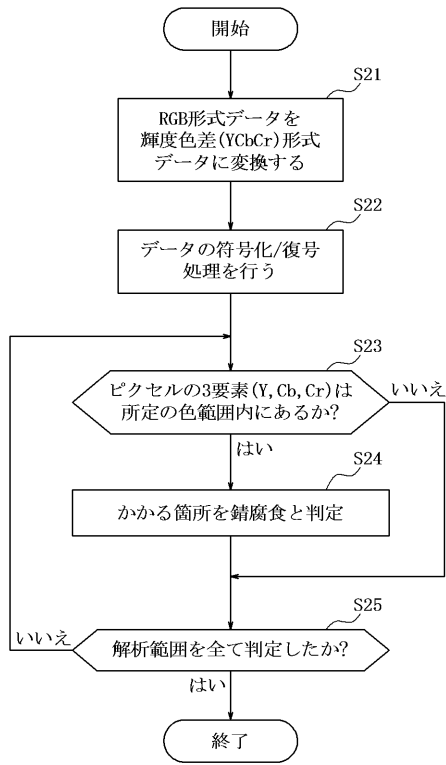 開始
S21
RGB形式データを
輝度色差(YCbCr)形式
データに変換する
S22
データの符号化/復号
処理を行う
S23
ピクセルの3要素(Y,Cb,Cr)は
所定の色範囲内にあるか?
いいえ
はい
S24
かかる箇所を錆腐食と判定
S25
いいえ
解析範囲を全て判定したか?
はい
終了